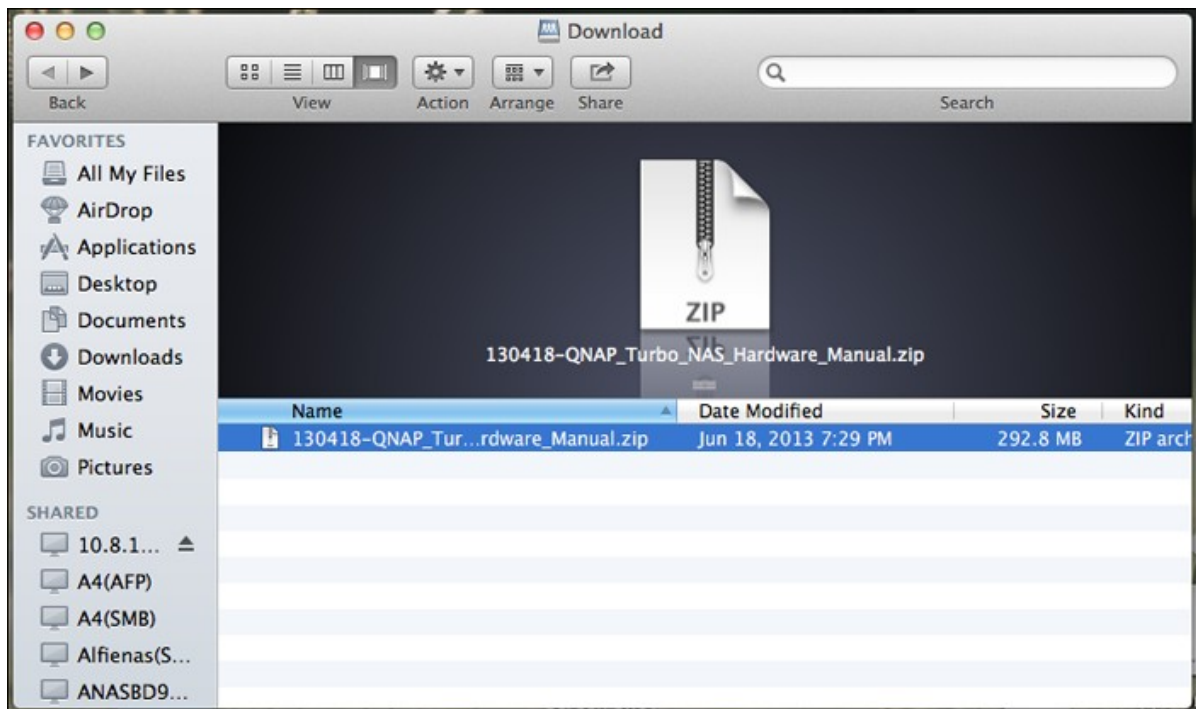 Download
Back
View
Action
Arrange
Share
Search
FAVORITES
All My Files
AirDrop
Applications
Desktop
Documents
Downloads
Movies
Music
Pictures
SHARED
10.8.1...
A4(AFP)
A4(SMB)
Alfienas(S...
ANASBD9...
ZIP
130418-QNAP_Turbo_NAS_Hardware_Manual.zip
Name Date Modified Size Kind
130418-QNAP_Tur...rdware_Manual.zip Jun 18, 2013 7:29 PM 292.8 MB ZIP arch